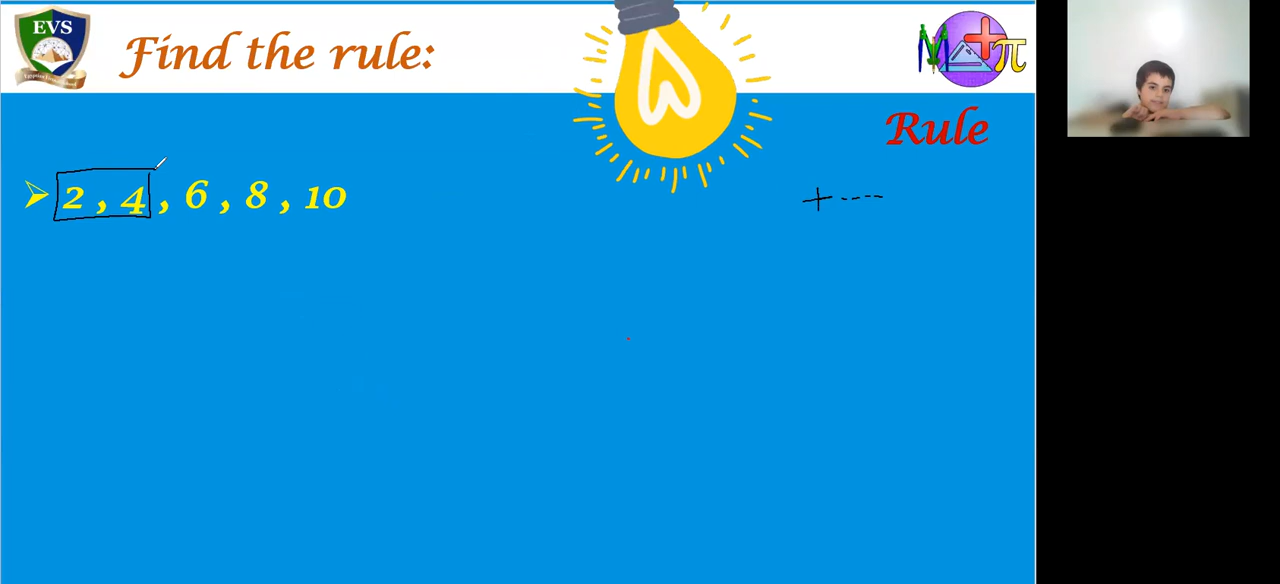 EVS
Find the rule:
M+π
Rule
➢ 2 , 4 , 6 , 8 , 10
+ ----